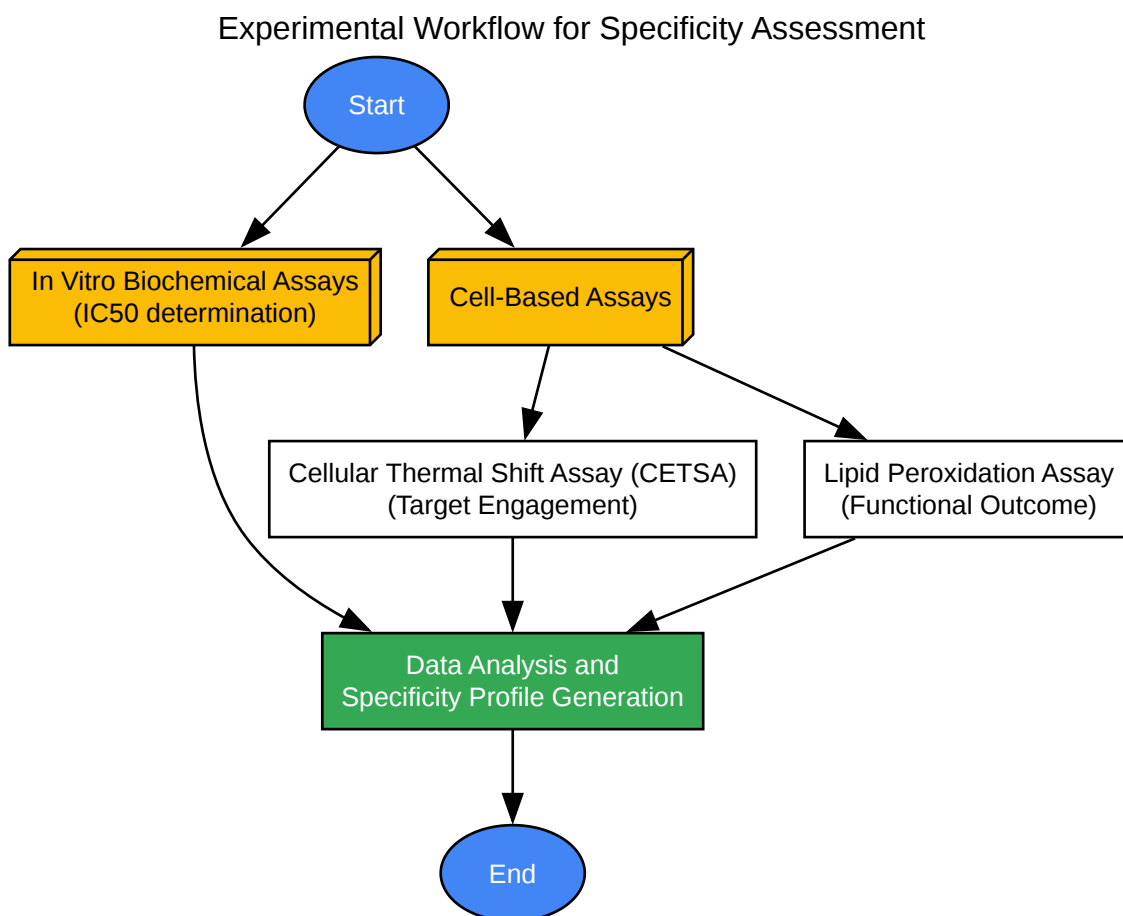 Experimental Workflow for Specificity Assessment
Start
In Vitro Biochemical Assays
(IC50 determination)
Cell-Based Assays
Cellular Thermal Shift Assay (CETSA)
(Target Engagement)
Lipid Peroxidation Assay
(Functional Outcome)
Data Analysis and
Specificity Profile Generation
End